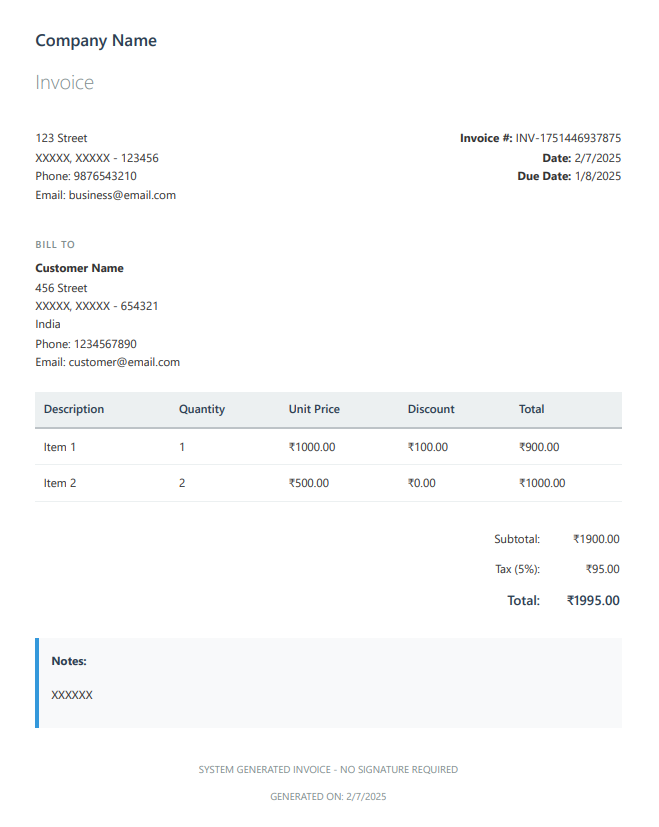 Company Name
Invoice
123 Street
XXXXX, XXXXX - 123456
Phone: 9876543210
Email: business@email.com
Invoice #: INV-1751446937875
Date: 2/7/2025
Due Date: 1/8/2025
BILL TO
Customer Name
456 Street
XXXXX, XXXXX - 654321
India
Phone: 1234567890
Email: customer@email.com
Description Quantity Unit Price Discount Total
Item 1 1 ₹1000.00 ₹100.00 ₹900.00
Item 2 2 ₹500.00 ₹0.00 ₹1000.00
Subtotal: ₹1900.00
Tax (5%): ₹95.00
Total: ₹1995.00
Notes:
XXXXXX
SYSTEM GENERATED INVOICE - NO SIGNATURE REQUIRED
GENERATED ON: 2/7/2025